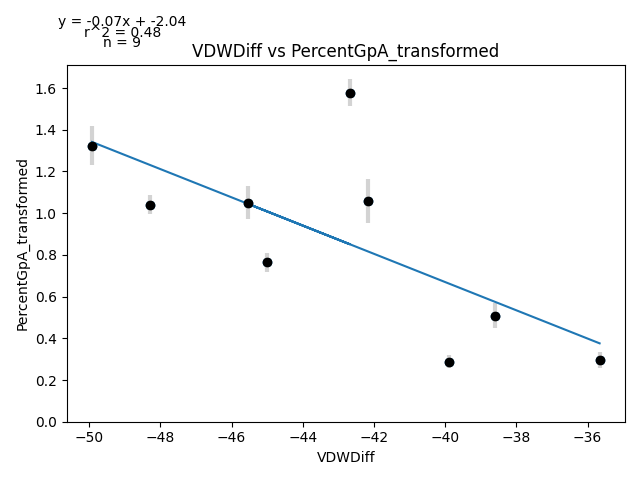 y = -0.07x + -2.04
r^2 = 0.48
n = 9
VDWDiff vs PercentGpA_transformed
PercentGpA_transformed
1.6
1.4
1.2
1.0
0.8
0.6
0.4
0.2
0.0
−50
−48
−46
−44
−42
−40
−38
−36
VDWDiff